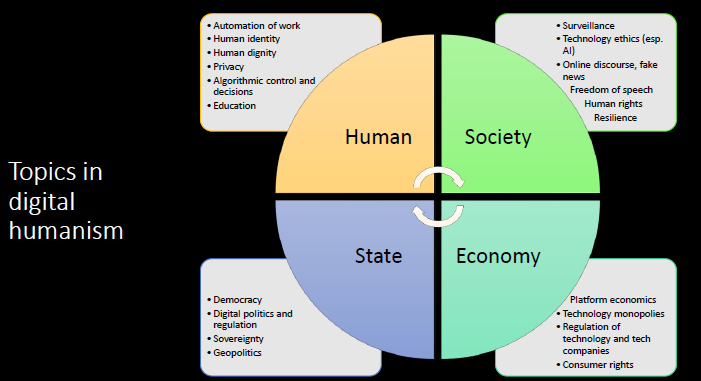 Topics in
digital
humanism
• Automation of work
• Human identity
• Human dignity
• Privacy
• Algorithmic control and
decisions
• Education
Human
• Surveillance
• Technology ethics (esp.
AI)
• Online discourse, fake
news
Freedom of speech
Human rights
Resilience
Society
State
• Democracy
• Digital politics and
regulation
• Sovereignty
• Geopolitics
Economy
Platform economics
• Technology monopolies
• Regulation of
technology and tech
companies
• Consumer rights